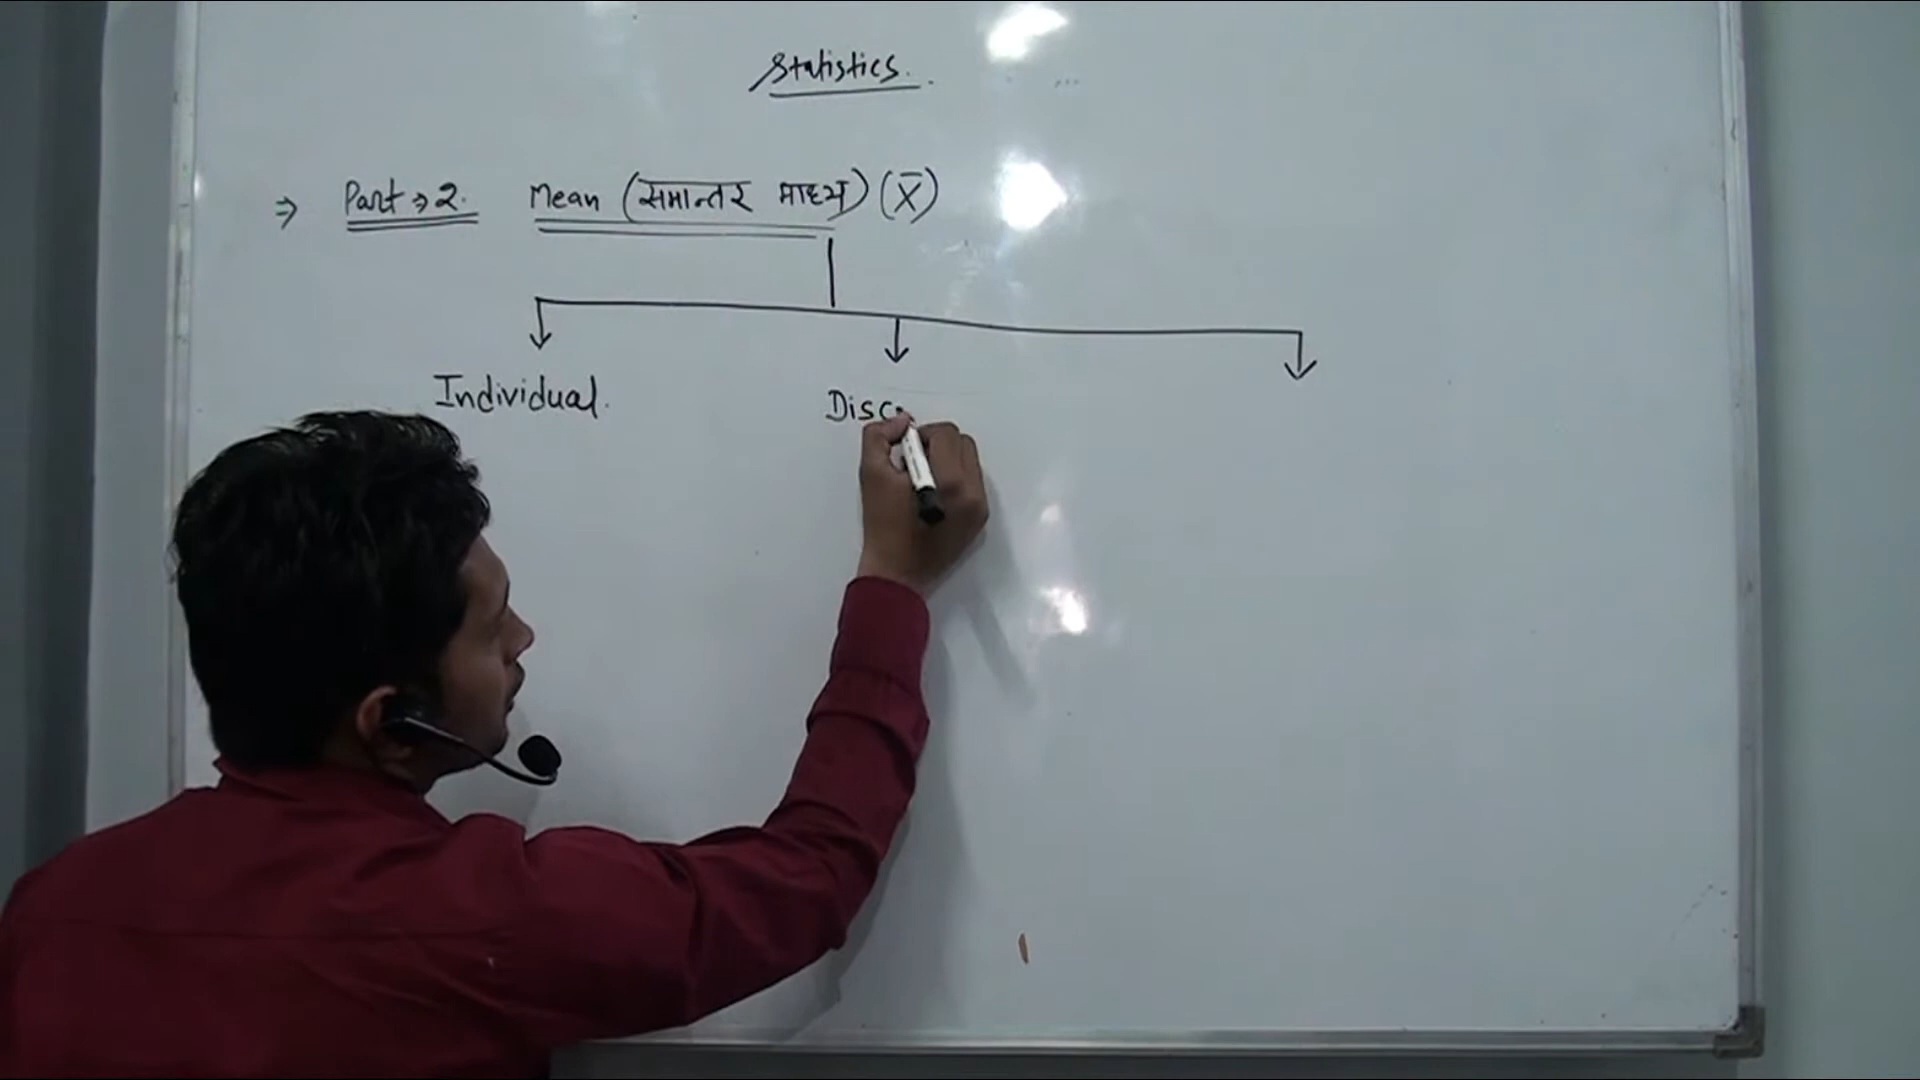 Statistics.
⇒ Part → 2. Mean (समान्तर माध्य) (X̄)
Individual. Disc